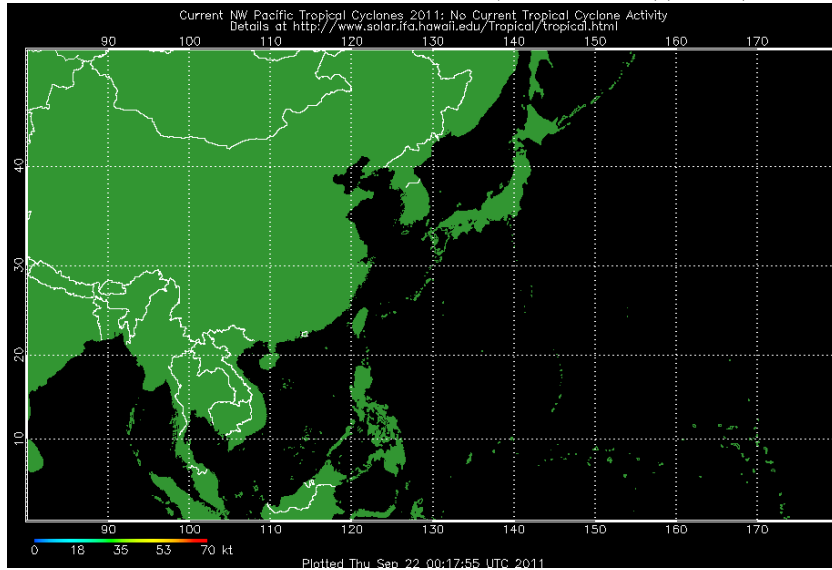 Current NW Pacific Tropical Cyclones 2011: No Current Tropical Cyclone Activity
Details at http://www.solar.ifa.hawaii.edu/Tropical/tropical.html
90 100 110 120 130 140 150 160 170
40
30
20
10
90 100 110 120 130 140 150 160 170
0 18 35 53 70 kt
Plotted Thu Sep 22 00:17:55 UTC 2011